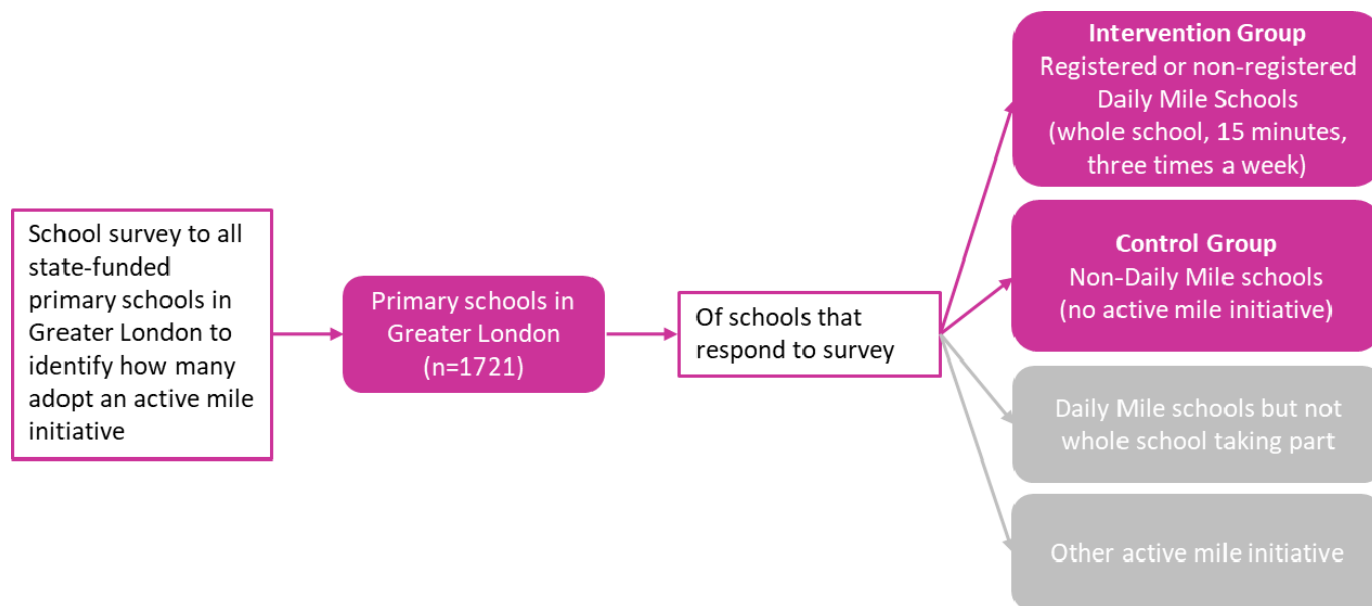 School survey to all
state-funded
primary schools in
Greater London to
identify how many
adopt an active mile
initiative
Primary schools in
Greater London
(n=1721)
Of schools that
respond to survey
Intervention Group
Registered or non-registered
Daily Mile Schools
(whole school, 15 minutes,
three times a week)
Control Group
Non-Daily Mile schools
(no active mile initiative)
Daily Mile schools but not
whole school taking part
Other active mile initiative